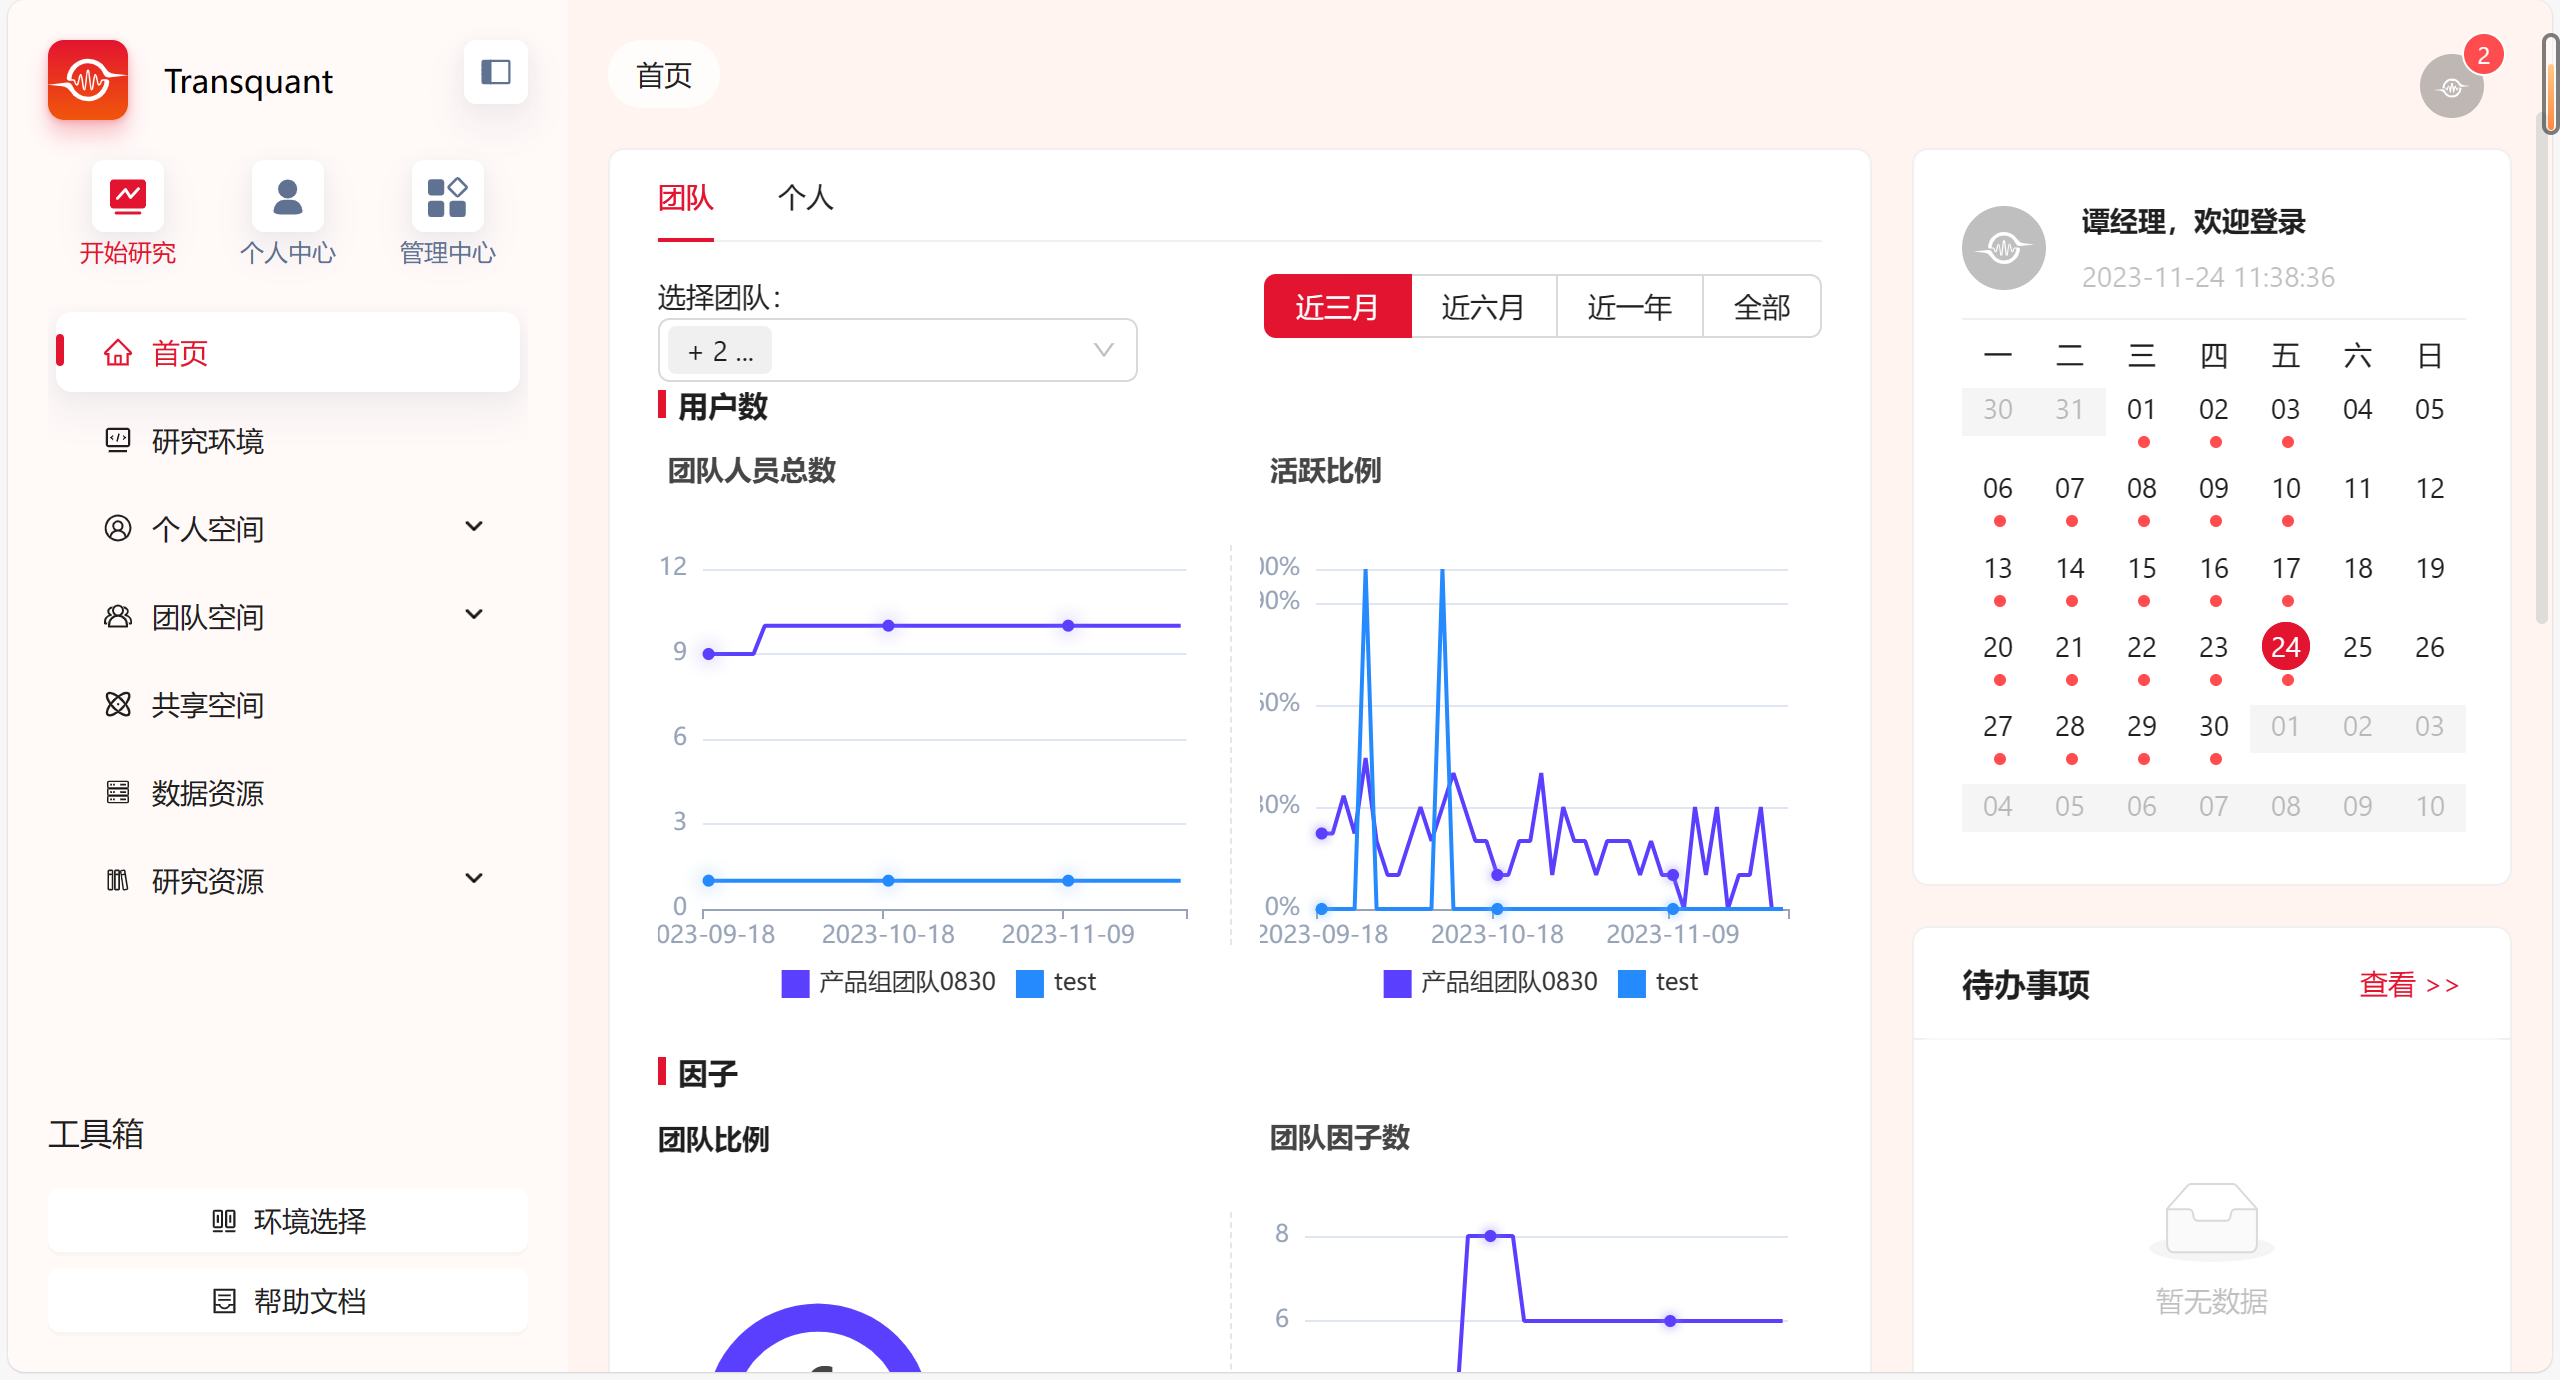 Transquant
开始研究
个人中心
管理中心
首页
研究环境
个人空间
团队空间
共享空间
数据资源
研究资源
工具箱
环境选择
帮助文档
首页
2
团队
个人
选择团队：
+ 2 ...
近三月
近六月
近一年
全部
用户数
团队人员总数
12
9
6
3
0
023-09-18
2023-10-18
2023-11-09
产品组团队0830
test
活跃比例
00%
90%
60%
30%
0%
2023-09-18
2023-10-18
2023-11-09
产品组团队0830
test
因子
团队比例
团队因子数
8
6
谭经理，欢迎登录
2023-11-24 11:38:36
一 二 三 四 五 六 日
30 31 01 02 03 04 05
06 07 08 09 10 11 12
13 14 15 16 17 18 19
20 21 22 23 24 25 26
27 28 29 30 01 02 03
04 05 06 07 08 09 10
待办事项
查看 >>
暂无数据